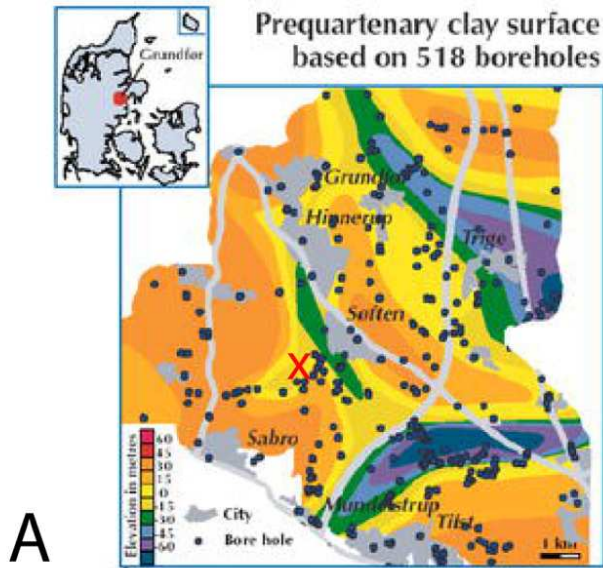 Prequartenary clay surface
based on 518 boreholes
Grundfør
Grundfør
Hinnerup
Trige
Søften
X
Sabro
Mundelstrup
Tilst
Elevation in metres
60
45
30
15
0
-15
-30
-45
-60
City
Bore hole
1 km
A